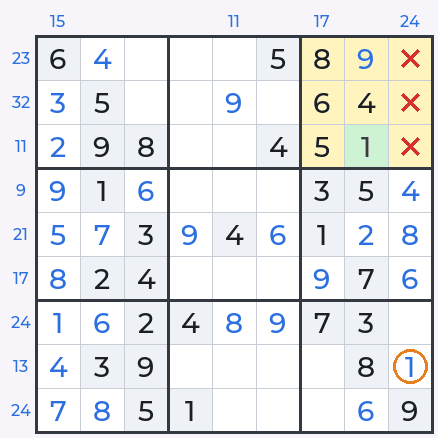 15 11 17 24
23 6 4 5 8 9 ×
32 3 5 9 6 4 ×
11 2 9 8 4 5 1 ×
9 9 1 6 3 5 4
21 5 7 3 9 4 6 1 2 8
17 8 2 4 9 7 6
24 1 6 2 4 8 9 7 3
13 4 3 9 8 1
24 7 8 5 1 6 9